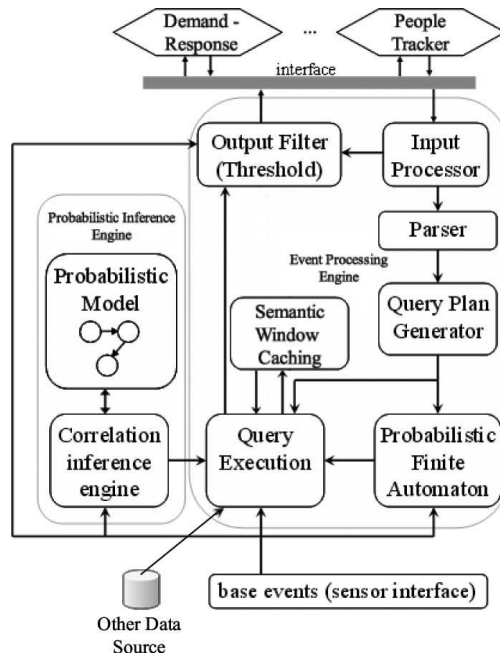 Demand -
Response
...
People
Tracker
interface
Output Filter
(Threshold)
Input
Processor
Probabilistic Inference
Engine
Parser
Event Processing
Engine
Probabilistic
Model
Semantic
Window
Caching
Query Plan
Generator
Correlation
inference
engine
Query
Execution
Probabilistic
Finite
Automaton
base events (sensor interface)
Other Data
Source